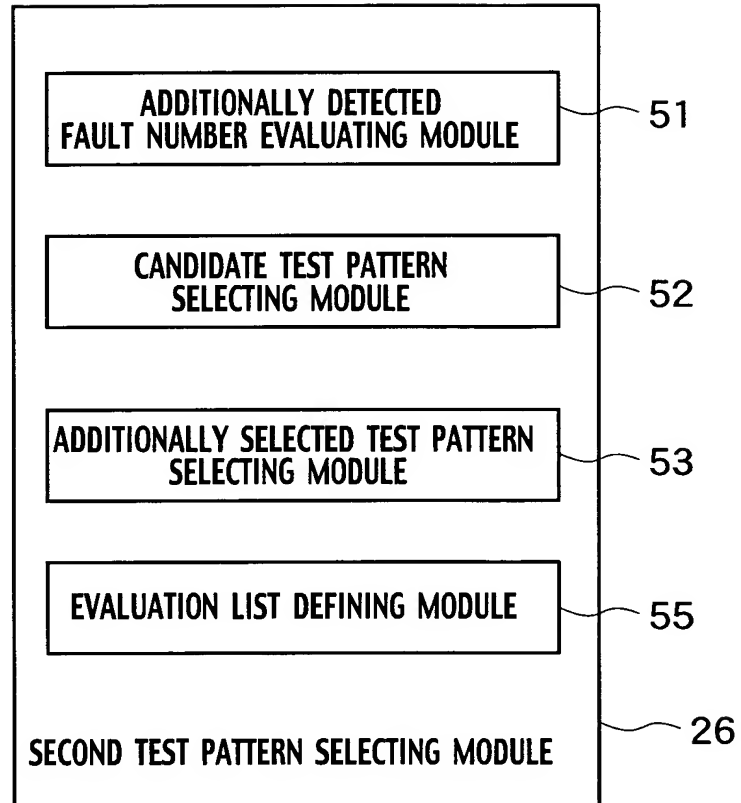 ADDITIONALLY DETECTED
FAULT NUMBER EVALUATING MODULE
51
CANDIDATE TEST PATTERN
SELECTING MODULE
52
ADDITIONALLY SELECTED TEST PATTERN
SELECTING MODULE
53
EVALUATION LIST DEFINING MODULE
55
SECOND TEST PATTERN SELECTING MODULE
26